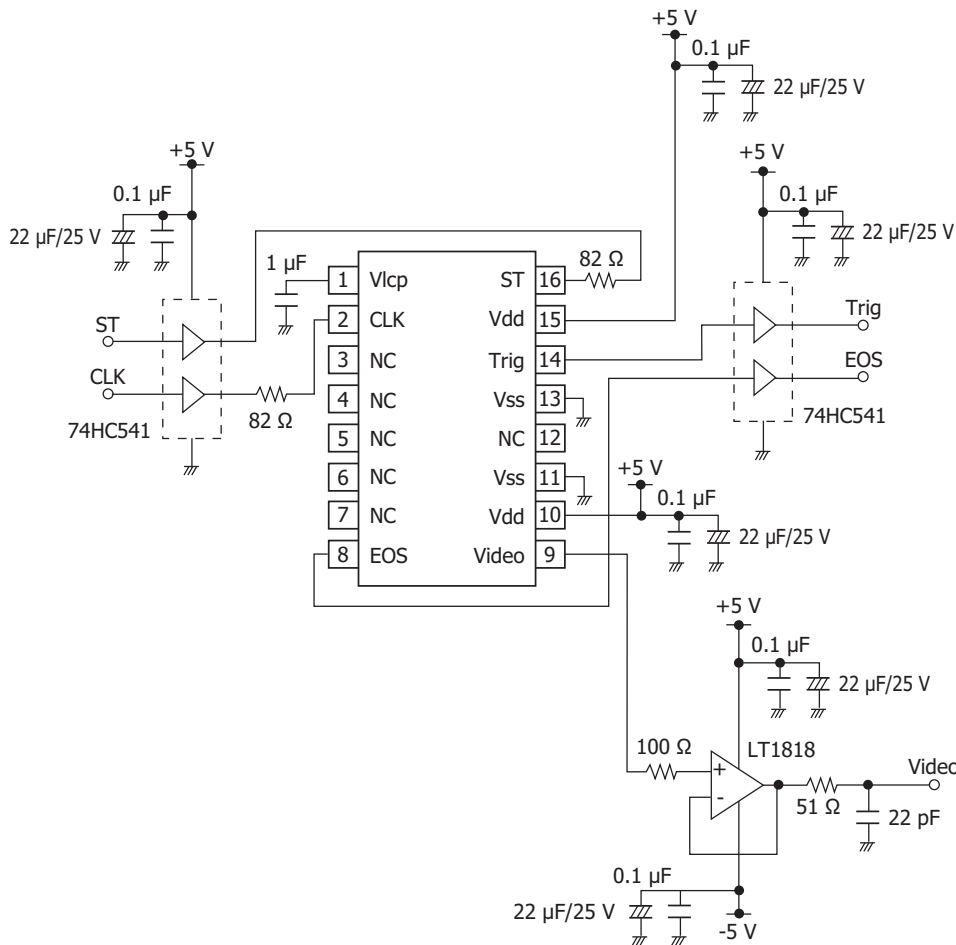 +5 V
0.1 µF
22 µF/25 V
+5 V
0.1 µF
22 µF/25 V
+5 V
0.1 µF
22 µF/25 V
ST
CLK
82 Ω
74HC541
1 µF
1 Vlcp
2 CLK
3 NC
4 NC
5 NC
6 NC
7 NC
8 EOS
ST 16
Vdd 15
Trig 14
Vss 13
NC 12
Vss 11
Vdd 10
Video 9
82 Ω
Trig
EOS
74HC541
+5 V
0.1 µF
22 µF/25 V
+5 V
0.1 µF
22 µF/25 V
100 Ω
LT1818
+
-
51 Ω
Video
22 pF
0.1 µF
22 µF/25 V
-5 V